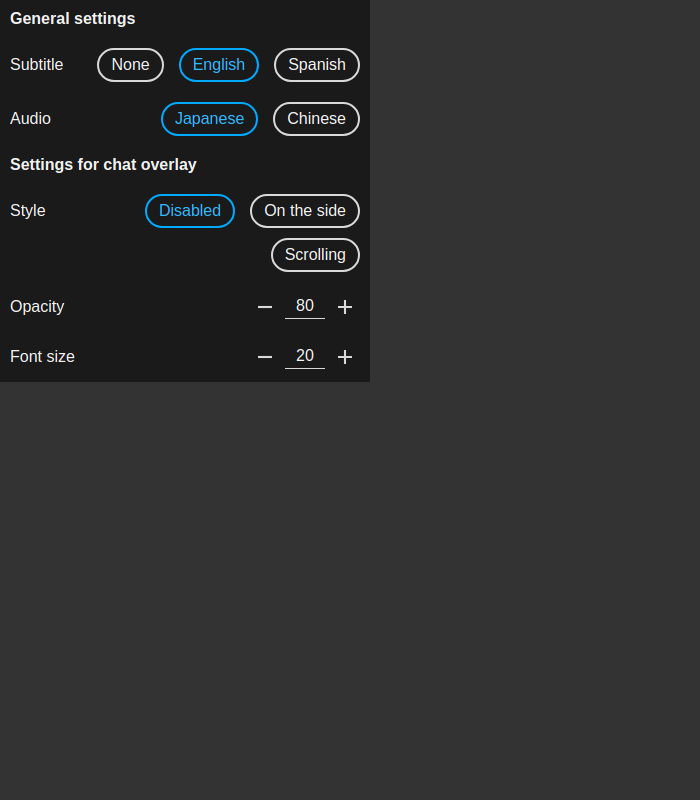 General settings
Subtitle None English Spanish
Audio Japanese Chinese
Settings for chat overlay
Style Disabled On the side
Scrolling
Opacity 80
Font size 20